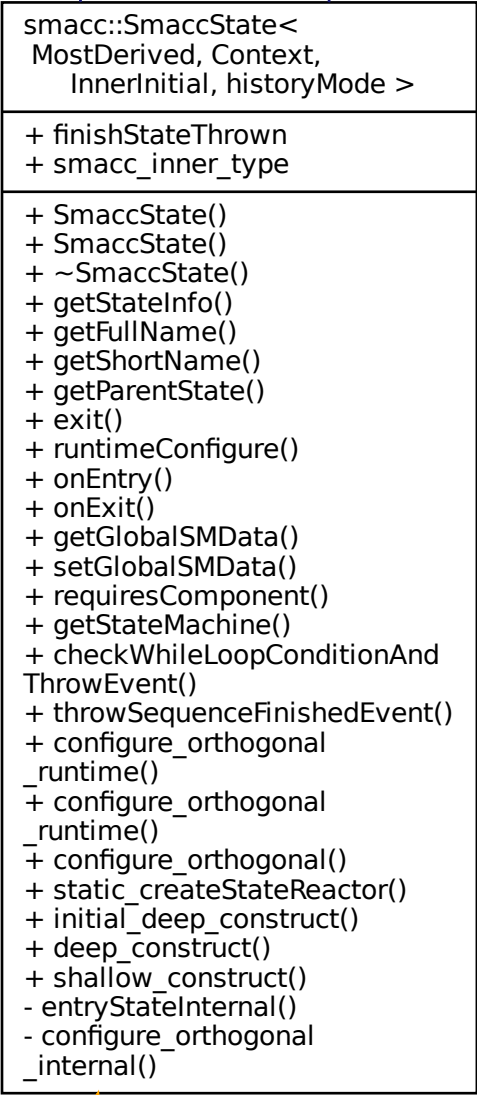 smacc::SmaccState<
MostDerived, Context,
InnerInitial, historyMode >
+ finishStateThrown
+ smacc_inner_type
+ SmaccState()
+ SmaccState()
+ ~SmaccState()
+ getStateInfo()
+ getFullName()
+ getShortName()
+ getParentState()
+ exit()
+ runtimeConfigure()
+ onEntry()
+ onExit()
+ getGlobalSMData()
+ setGlobalSMData()
+ requiresComponent()
+ getStateMachine()
+ checkWhileLoopConditionAnd
ThrowEvent()
+ throwSequenceFinishedEvent()
+ configure_orthogonal
_runtime()
+ configure_orthogonal
_runtime()
+ configure_orthogonal()
+ static_createStateReactor()
+ initial_deep_construct()
+ deep_construct()
+ shallow_construct()
- entryStateInternal()
- configure_orthogonal
_internal()